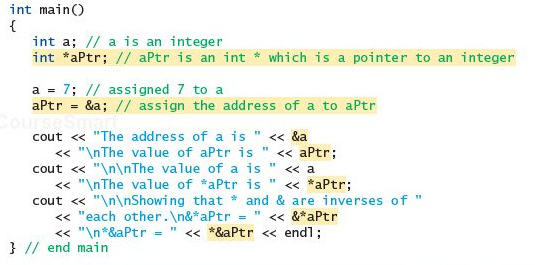 int main()
{
int a; // a is an integer
int *aPtr; // aPtr is an int * which is a pointer to an integer
a = 7; // assigned 7 to a
aPtr = &a; // assign the address of a to aPtr
CourseSmart
cout << "The address of a is " << &a
<< "\nThe value of aPtr is " << aPtr;
cout << "\n\nThe value of a is " << a
<< "\nThe value of *aPtr is " << *aPtr;
cout << "\n\nShowing that * and & are inverses of "
<< "each other.\n&*aPtr = " << &*aPtr
<< "\n*&aPtr = " << *&aPtr << endl;
} // end main